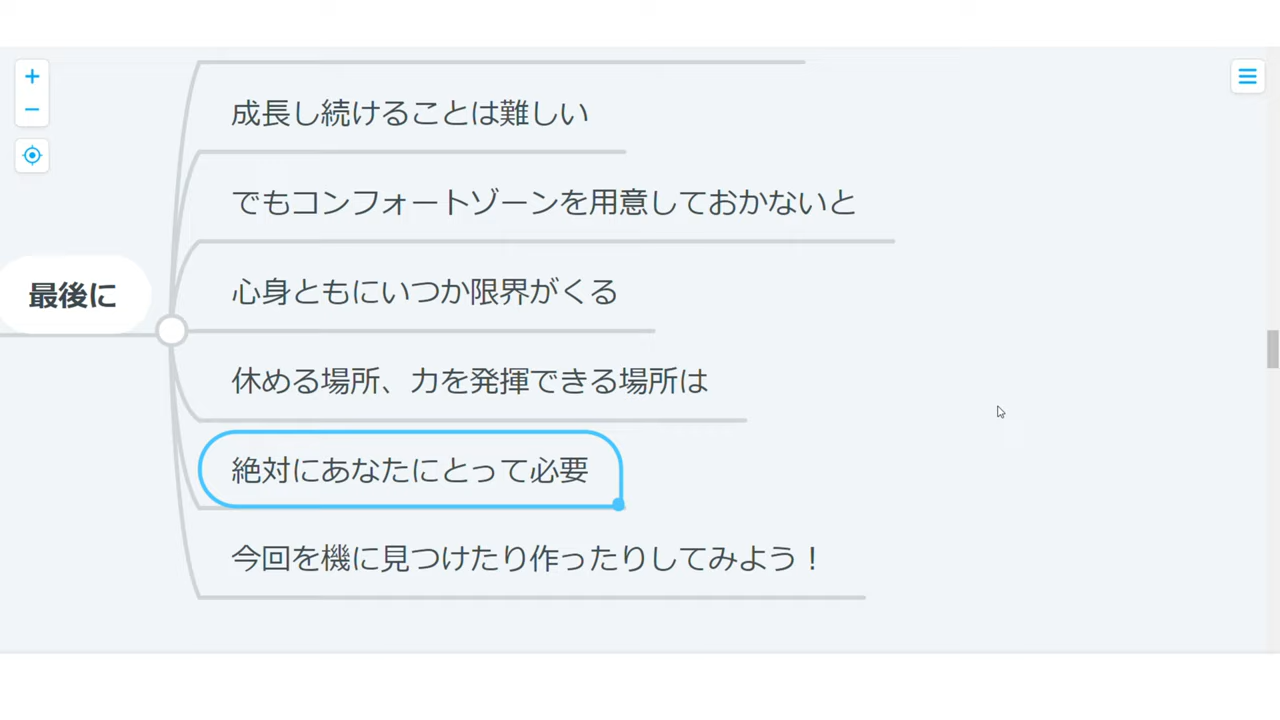 成長し続けることは難しい
でもコンフォートゾーンを用意しておかないと
心身ともにいつか限界がくる
最後に
休める場所、力を発揮できる場所は
絶対にあなたにとって必要
今回を機に見つけたり作ったりしてみよう！